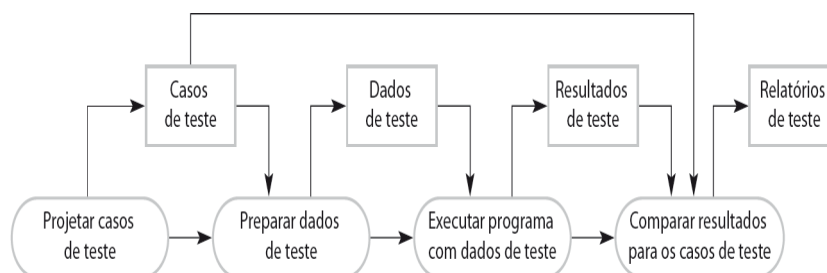 Casos
de teste
Dados
de teste
Resultados
de teste
Relatórios
de teste
Projetar casos
de teste
Preparar dados
de teste
Executar programa
com dados de teste
Comparar resultados
para os casos de teste